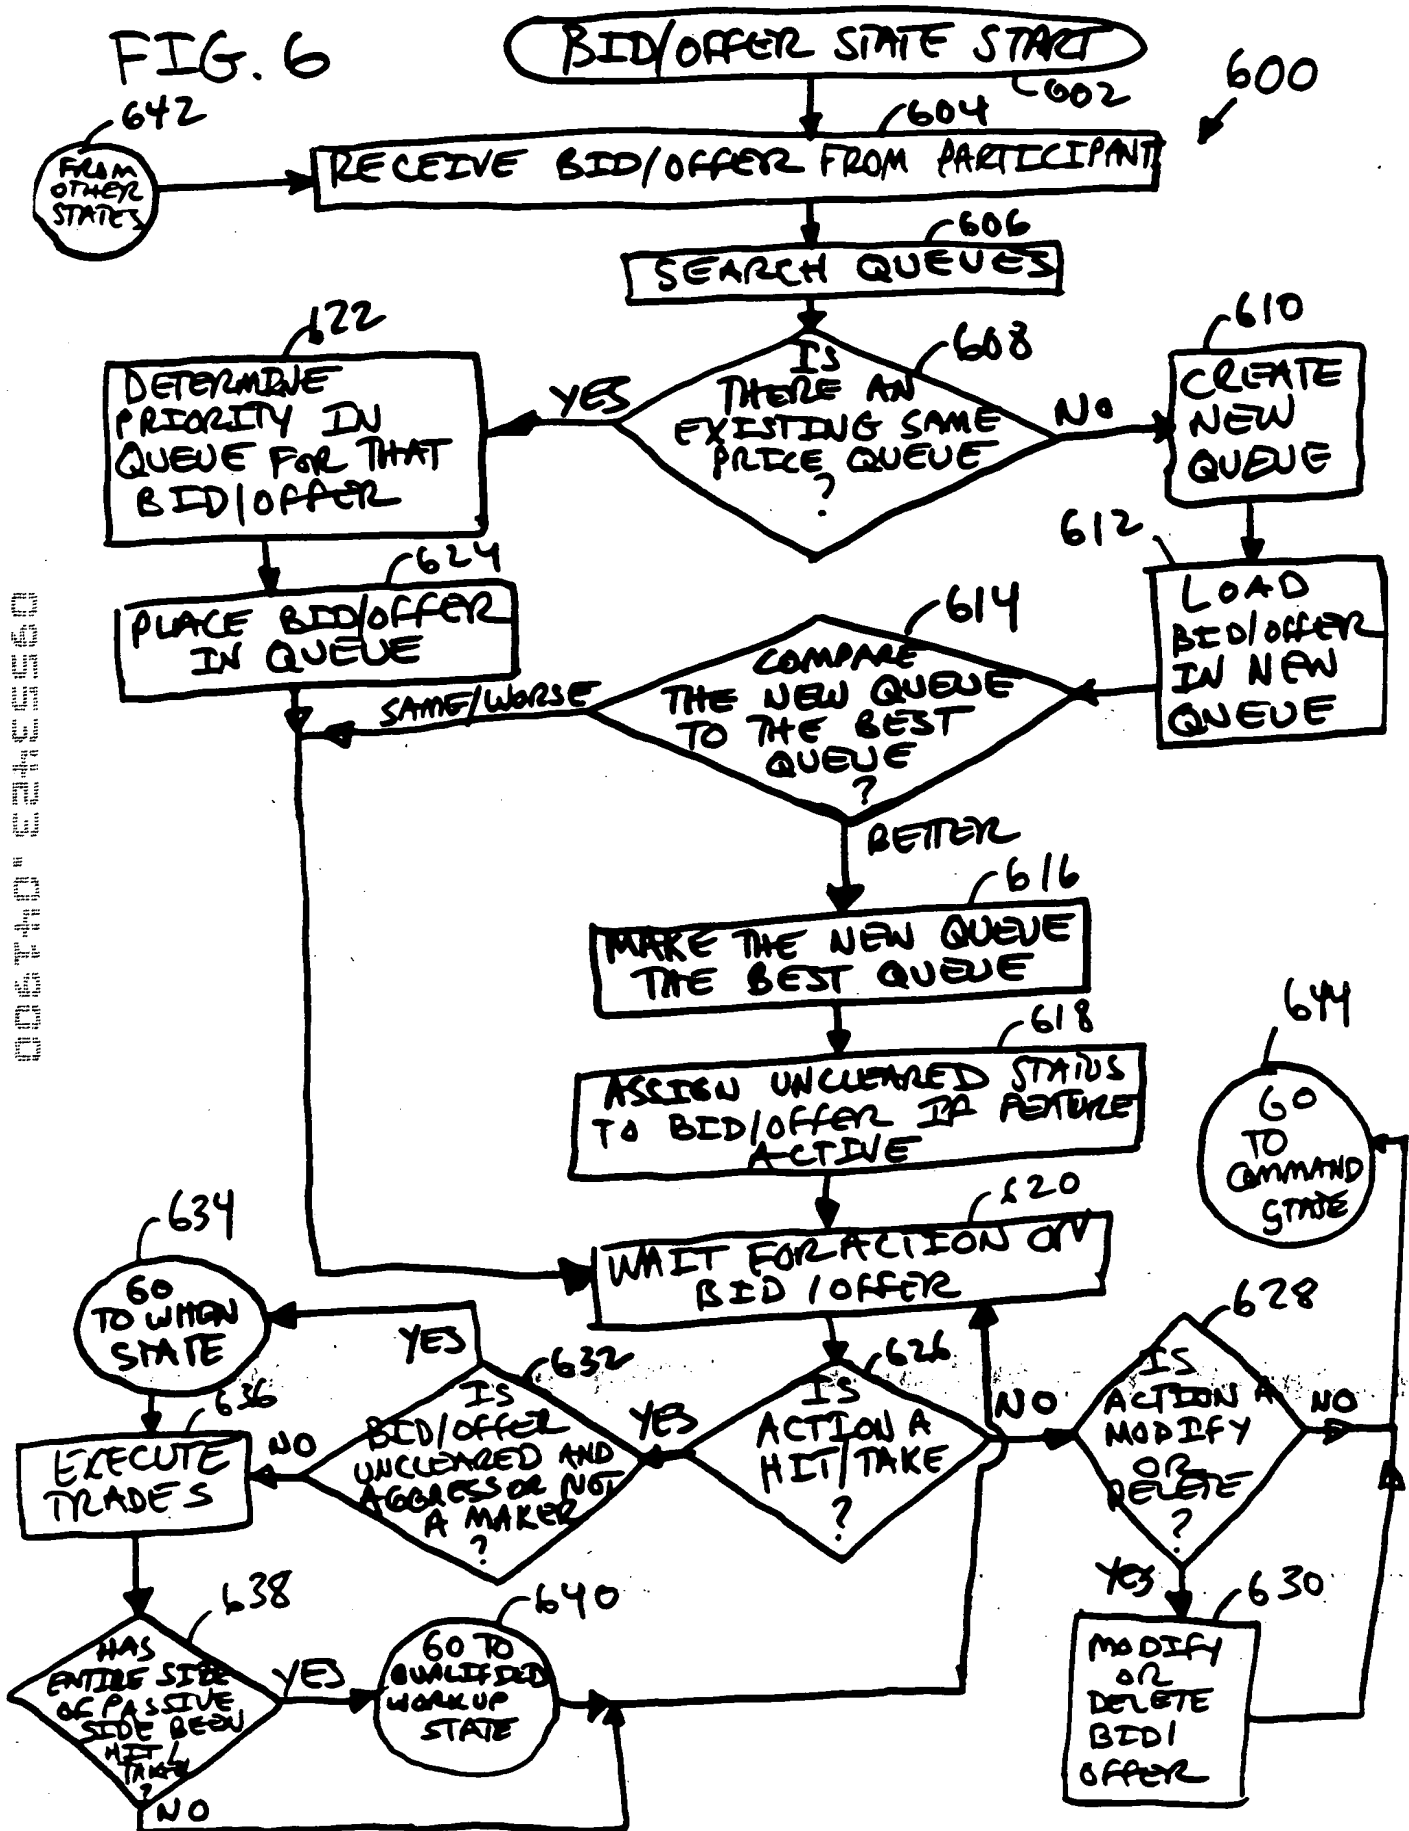 FIG. 6
BID/OFFER STATE START
602
600
642
604
FROM
OTHER
STATES
RECEIVE BID/OFFER FROM PARTICIPANT
606
SEARCH QUEUES
622
608
610
DETERMINE
PRIORITY IN
QUEUE FOR THAT
BID/OFFER
YES
IS
THERE AN
EXISTING SAME
PRICE QUEUE
?
NO
CREATE
NEW
QUEUE
612
624
PLACE BID/OFFER
IN QUEUE
614
LOAD
BID/OFFER
IN NEW
QUEUE
SAME/WORSE
COMPARE
THE NEW QUEUE
TO THE BEST
QUEUE
?
BETTER
616
MAKE THE NEW QUEUE
THE BEST QUEUE
618
644
ASSIGN UNCLEARED STATUS
TO BID/OFFER IF FEATURE
ACTIVE
GO
TO
COMMAND
STATE
634
620
WAIT FOR ACTION ON
BID/OFFER
GO
TO WHEN
STATE
YES
632
626
628
IS
BID/OFFER
UNCLEARED AND
AGGRESSOR NOT
A MAKER
?
YES
IS
ACTION A
HIT/TAKE
?
NO
IS
ACTION A
MODIFY
OR
DELETE
?
NO
636
NO
EXECUTE
TRADES
YES
630
638
640
HAS
ENTIRE SIZE
OF PASSIVE
SIDE BEEN
HIT/
TAKEN
?
YES
GO TO
QUALIFIED
WORKUP
STATE
MODIFY
OR
DELETE
BID/
OFFER
NO